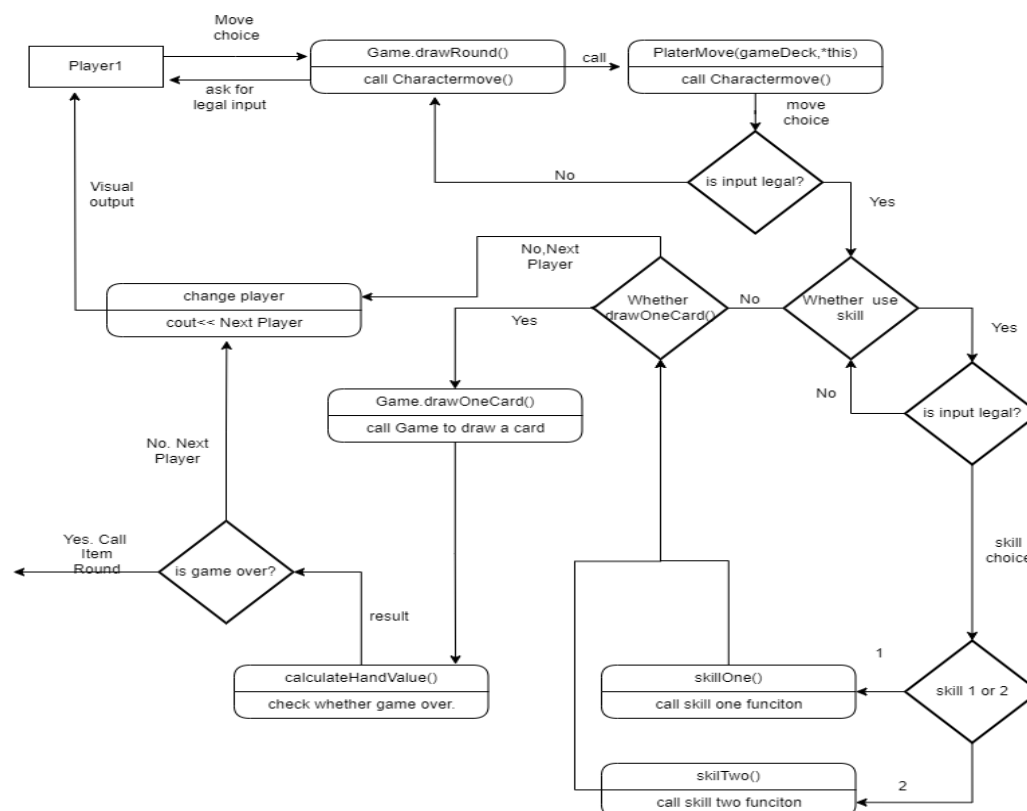 Move
choice
Player1
ask for
legal input
Game.drawRound()
call Charactermove()
call
PlaterMove(gameDeck,*this)
call Charactermove()
move
choice
is input legal?
No
Yes
Visual
output
No,Next
Player
change player
cout<< Next Player
Whether
drawOneCard()
No
Whether use
skill
Yes
Yes
No
is input legal?
Game.drawOneCard()
call Game to draw a card
No. Next
Player
Yes. Call
Item
Round
is game over?
result
skill
choice
calculateHandValue()
check whether game over.
skillOne()
call skill one funciton
1
skill 1 or 2
skilTwo()
call skill two funciton
2